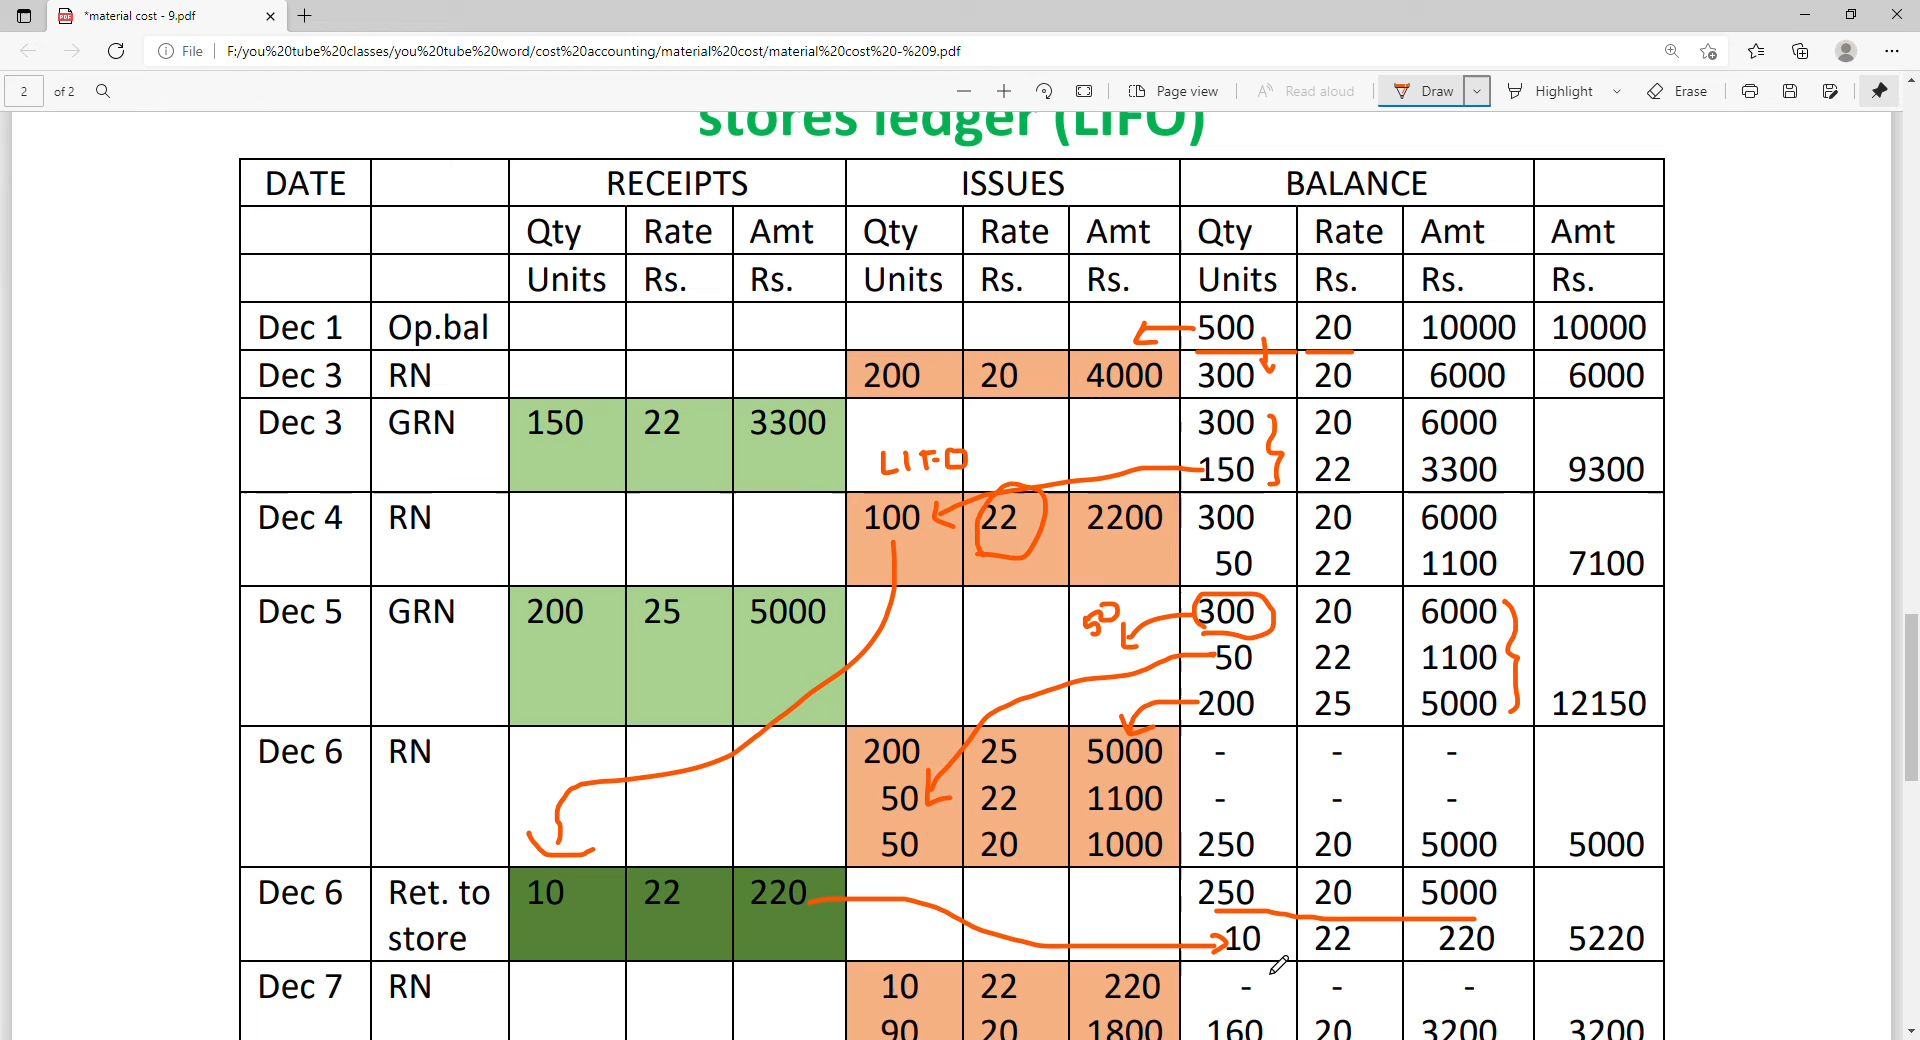 *material cost - 9.pdf
File F:/you%20tube%20classes/you%20tube%20word/cost%20accounting/material%20cost/material%20cost%20-%209.pdf
2 of 2 Page view Read aloud Draw Highlight Erase
stores ledger (LIFO)
DATE RECEIPTS ISSUES BALANCE
Qty Rate Amt Qty Rate Amt Qty Rate Amt Amt
Units Rs. Rs. Units Rs. Rs. Units Rs. Rs. Rs.
Dec 1 Op.bal 500 20 10000 10000
Dec 3 RN 200 20 4000 300 20 6000 6000
Dec 3 GRN 150 22 3300 300 20 6000
LIFO 150 22 3300 9300
Dec 4 RN 100 22 2200 300 20 6000
50 22 1100 7100
Dec 5 GRN 200 25 5000 50 300 20 6000
50 22 1100
200 25 5000 12150
Dec 6 RN 200 25 5000 - - -
50 22 1100 - - -
50 20 1000 250 20 5000 5000
Dec 6 Ret. to 10 22 220 250 20 5000
store 10 22 220 5220
Dec 7 RN 10 22 220 - - -
90 20 1800 160 20 3200 3200